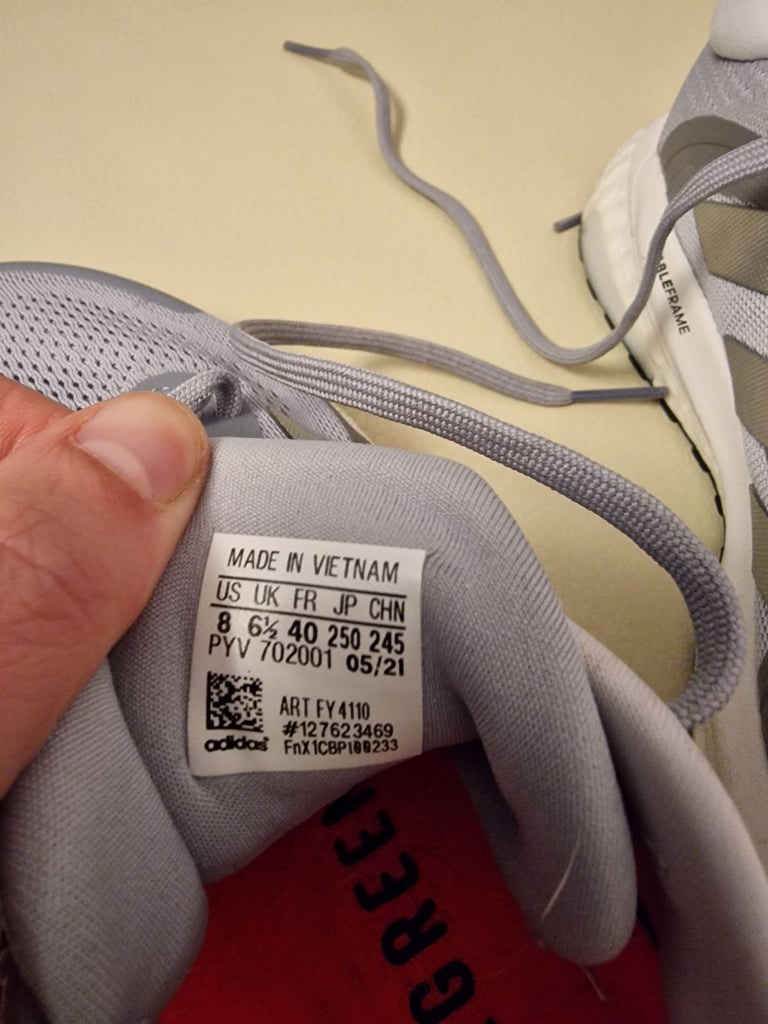 ABLEFRAME
MADE IN VIETNAM
US UK FR JP CHN
8 6½ 40 250 245
PYV 702001 05/21
ART FY4110
#127623469
adidas
GREEN